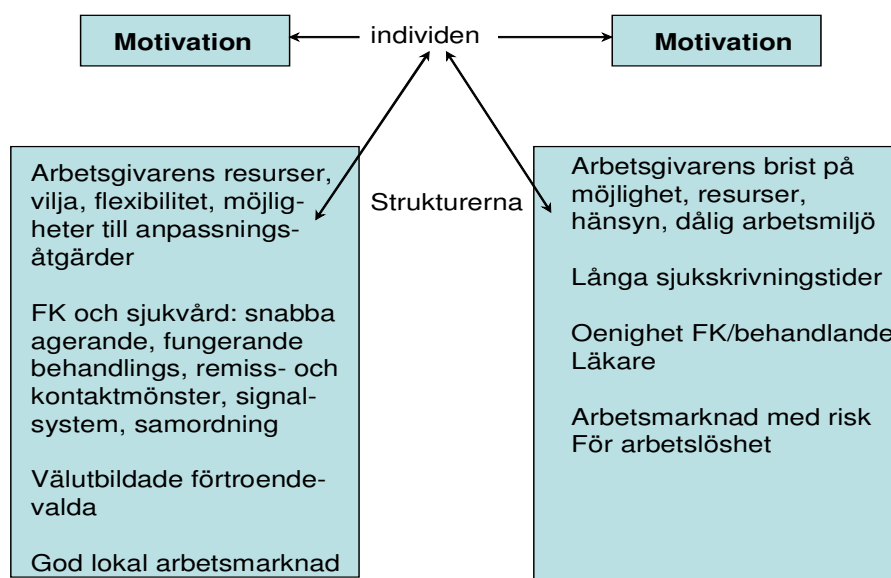 Motivation
individen
Motivation
Arbetsgivarens resurser,
vilja, flexibilitet, möjlig-
heter till anpassnings-
åtgärder
FK och sjukvård: snabba
agerande, fungerande
behandlings, remiss- och
kontaktmönster, signal-
system, samordning
Välutbildade förtroende-
valda
God lokal arbetsmarknad
Strukturerna
Arbetsgivarens brist på
möjlighet, resurser,
hänsyn, dålig arbetsmiljö
Långa sjukskrivningstider
Oenighet FK/behandlande
Läkare
Arbetsmarknad med risk
För arbetslöshet